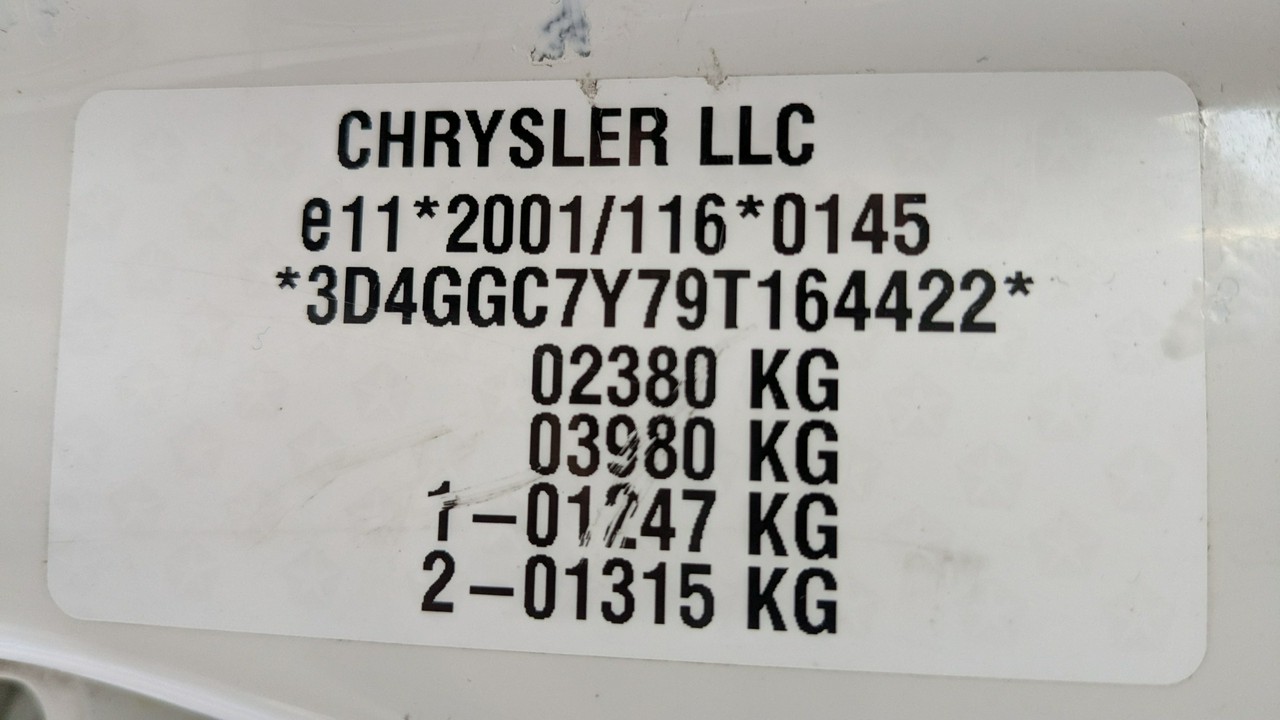 CHRYSLER LLC
e11*2001/116*0145
*3D4GGC7Y79T164422*
02380 KG
03980 KG
1-01247 KG
2-01315 KG